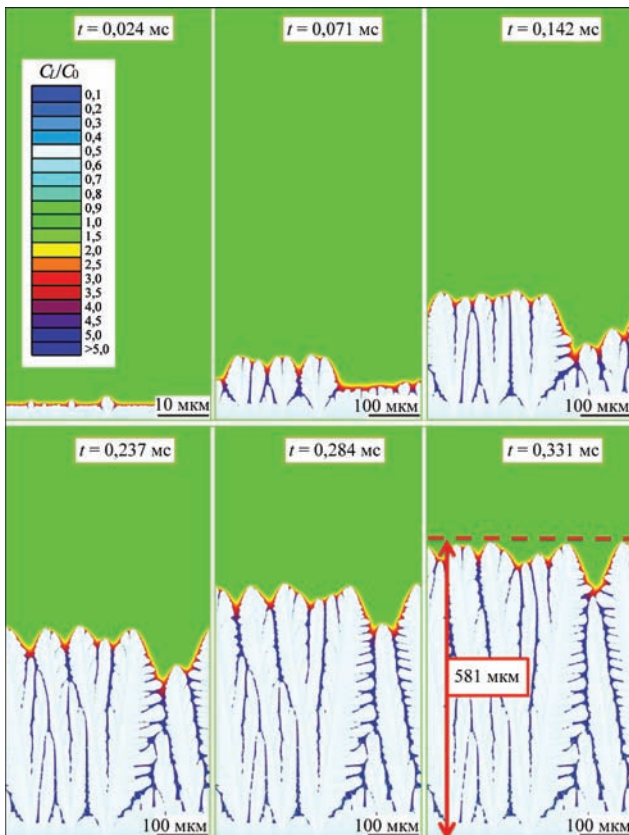 t = 0,024 мс
t = 0,071 мс
t = 0,142 мс
C_L/C_0
0,1
0,2
0,3
0,4
0,5
0,6
0,7
0,8
0,9
1,0
1,5
2,0
2,5
3,0
3,5
4,0
4,5
5,0
>5,0
10 мкм
100 мкм
100 мкм
t = 0,237 мс
t = 0,284 мс
t = 0,331 мс
581 мкм
100 мкм
100 мкм
100 мкм